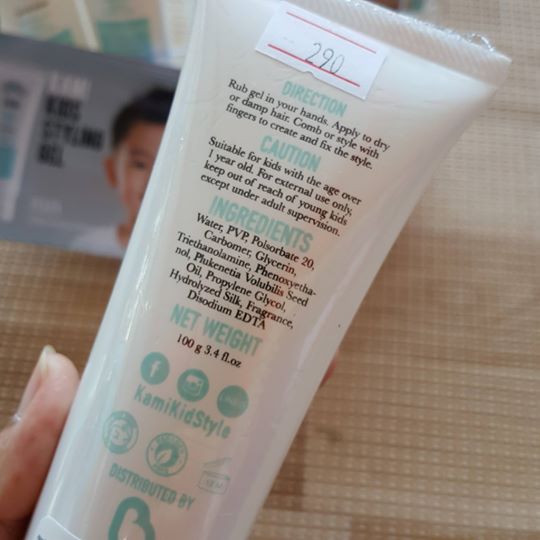 290
DIRECTION
Rub gel in your hands. Apply to dry
or damp hair. Comb or style with
fingers to create and fix the style.
CAUTION
Suitable for kids with the age over
1 year old. For external use only,
keep out of reach of young kids
except under adult supervision.
INGREDIENTS
Water, PVP, Polsorbate 20,
Carbomer, Glycerin,
Triethanolamine, Phenoxyetha-
nol, Plukenetia Volubilis Seed
Oil, Propylene Glycol,
Hydrolyzed Silk, Fragrance,
Disodium EDTA
NET WEIGHT
100 g 3.4 fl.oz
KamiKidStyle
DISTRIBUTED BY
I AM
KIDS
STYLING
GEL